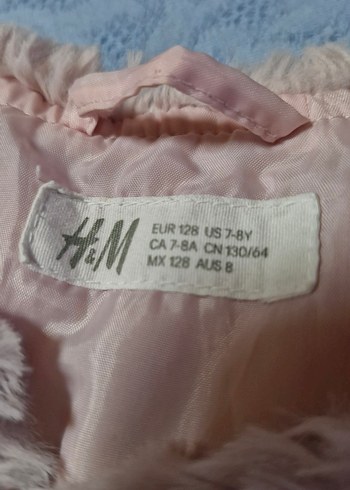 H&M
EUR 128 US 7-8Y
CA 7-8A CN 130/64
MX 128 AUS 8